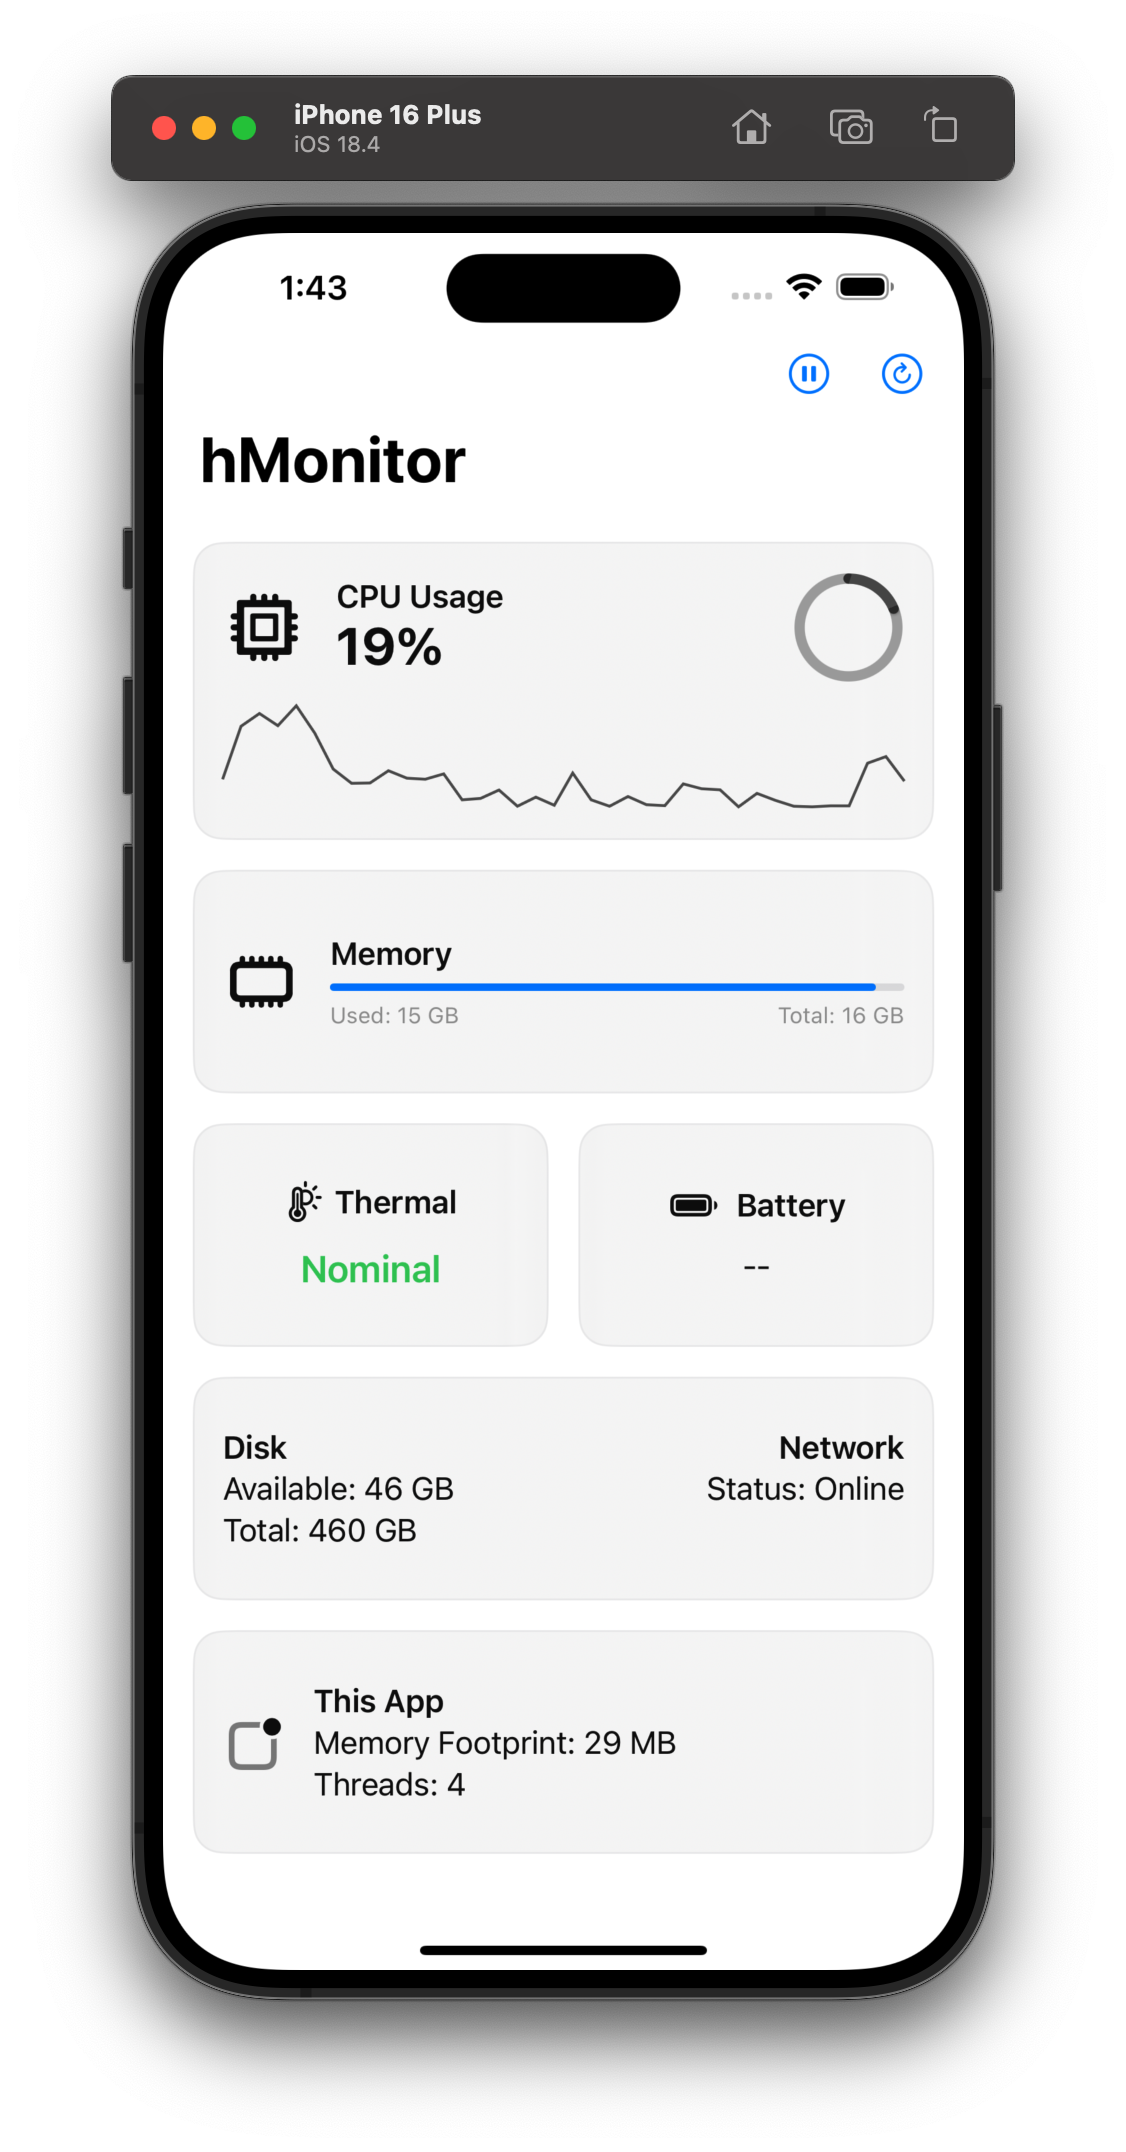 iPhone 16 Plus
iOS 18.4
1:43
hMonitor
CPU Usage
19%
Memory
Used: 15 GB Total: 16 GB
Thermal
Nominal
Battery
--
Disk
Available: 46 GB
Total: 460 GB
Network
Status: Online
This App
Memory Footprint: 29 MB
Threads: 4